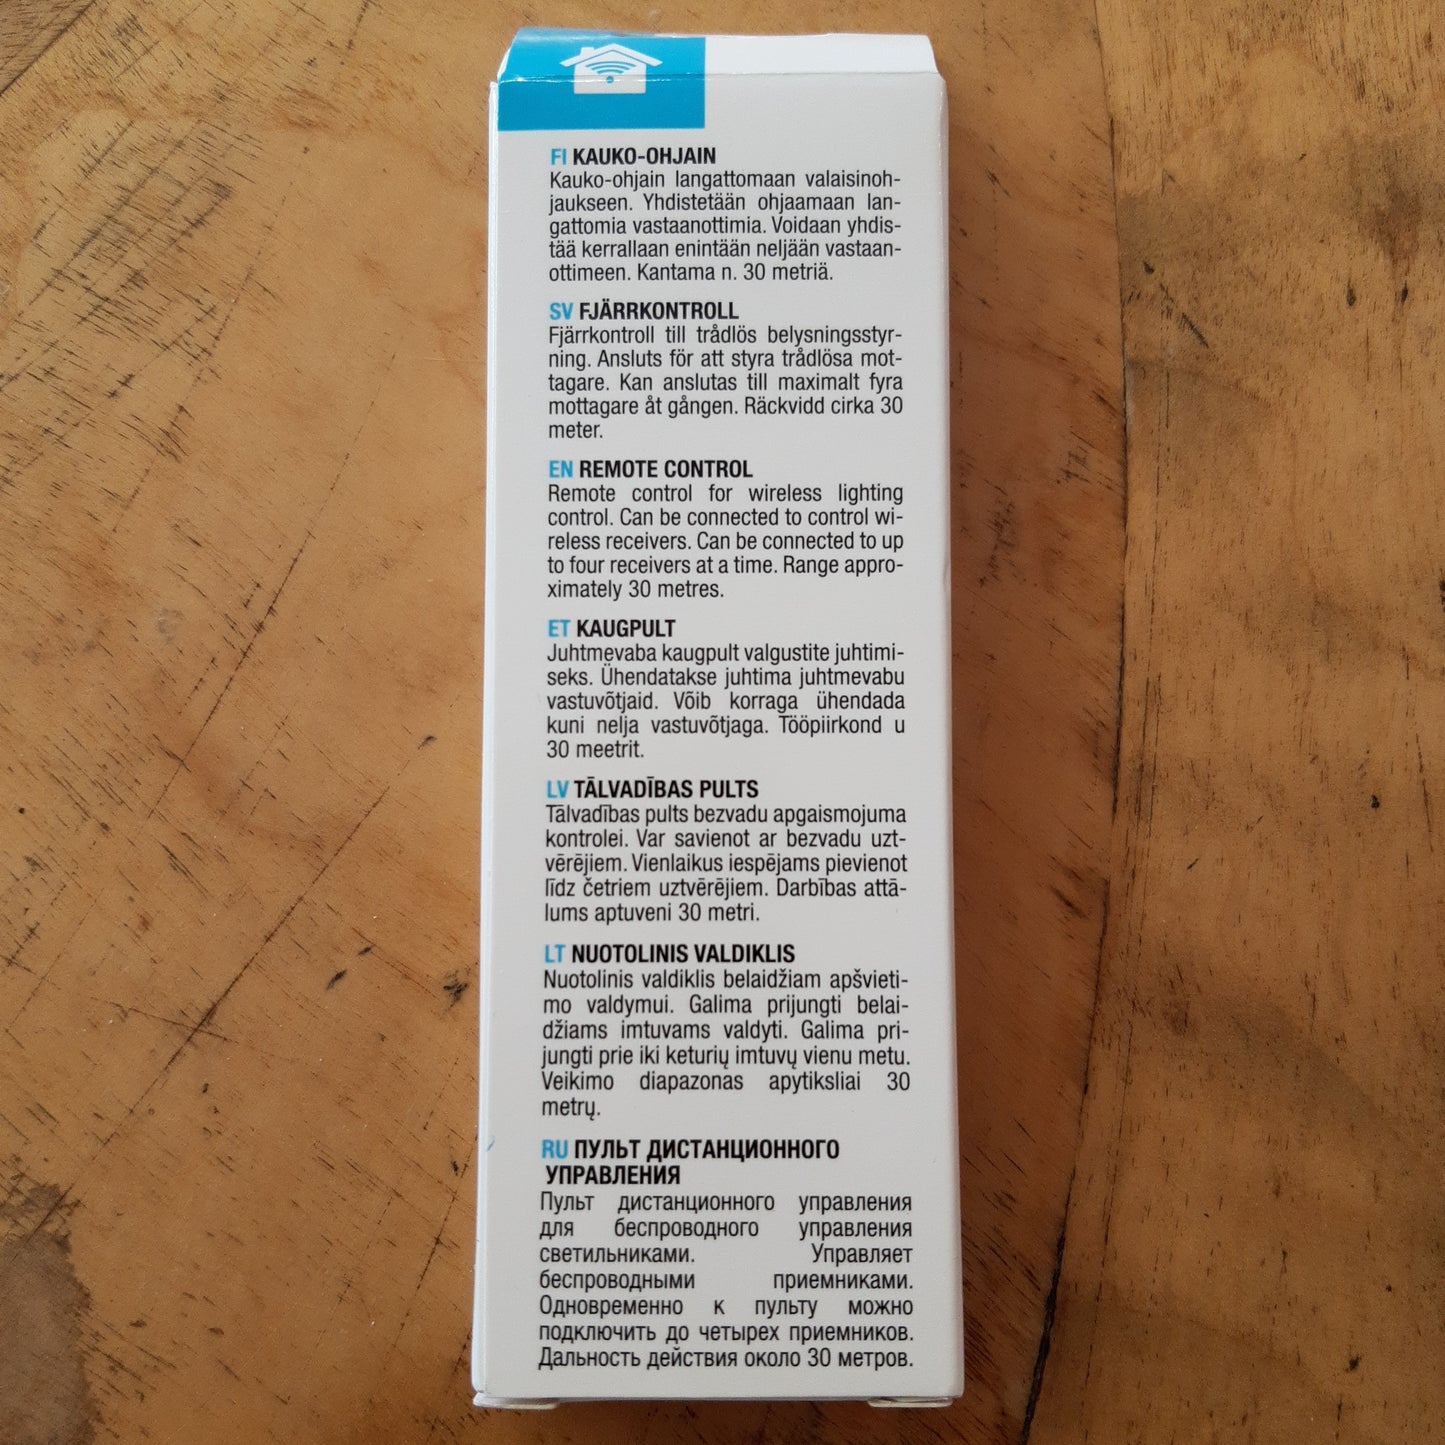 FI KAUKO-OHJAIN
Kauko-ohjain langattomaan valaisinoh-
jaukseen. Yhdistetään ohjaamaan lan-
gattomia vastaanottimia. Voidaan yhdis-
tää kerrallaan enintään neljään vastaan-
ottimeen. Kantama n. 30 metriä.
SV FJÄRRKONTROLL
Fjärrkontroll till trådlös belysningsstyr-
ning. Ansluts för att styra trådlösa mot-
tagare. Kan anslutas till maximalt fyra
mottagare åt gången. Räckvidd cirka 30
meter.
EN REMOTE CONTROL
Remote control for wireless lighting
control. Can be connected to control wi-
reless receivers. Can be connected to up
to four receivers at a time. Range appro-
ximately 30 metres.
ET KAUGPULT
Juhtmevaba kaugpult valgustite juhtimi-
seks. Ühendatakse juhtima juhtmevabu
vastuvõtjaid. Võib korraga ühendada
kuni nelja vastuvõtjaga. Tööpiirkond u
30 meetrit.
LV TĀLVADĪBAS PULTS
Tālvadības pults bezvadu apgaismojuma
kontrolei. Var savienot ar bezvadu uzt-
vērējiem. Vienlaikus iespējams pievienot
līdz četriem uztvērējiem. Darbības attā-
lums aptuveni 30 metri.
LT NUOTOLINIS VALDIKLIS
Nuotolinis valdiklis belaidžiam apšvieti-
mo valdymui. Galima prijungti belai-
džiams imtuvams valdyti. Galima pri-
jungti prie iki keturių imtuvų vienu metu.
Veikimo diapazonas apytiksliai 30
metrų.
RU ПУЛЬТ ДИСТАНЦИОННОГО
УПРАВЛЕНИЯ
Пульт дистанционного управления
для беспроводного управления
светильниками. Управляет
беспроводными приемниками.
Одновременно к пульту можно
подключить до четырех приемников.
Дальность действия около 30 метров.